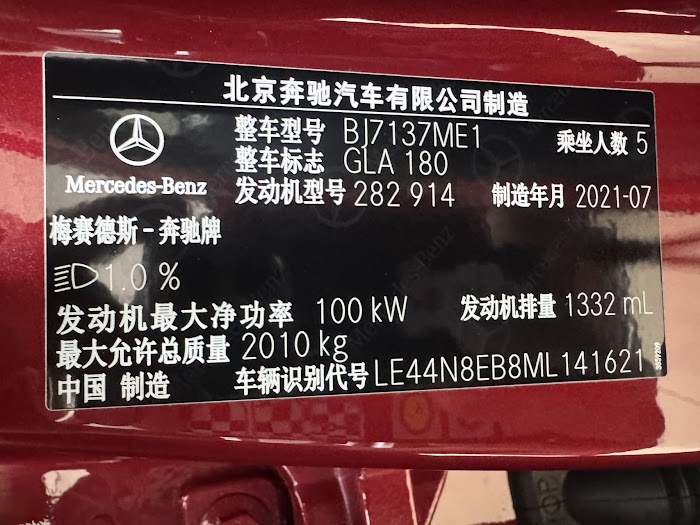 北京奔驰汽车有限公司制造
整车型号 BJ7137ME1 乘坐人数 5
整车标志 GLA 180
Mercedes-Benz 发动机型号 282 914 制造年月 2021-07
梅赛德斯-奔驰牌
1.0 %
发动机最大净功率 100 kW 发动机排量 1332 mL
最大允许总质量 2010 kg
中国 制造 车辆识别代号 LE44N8EB8ML141621